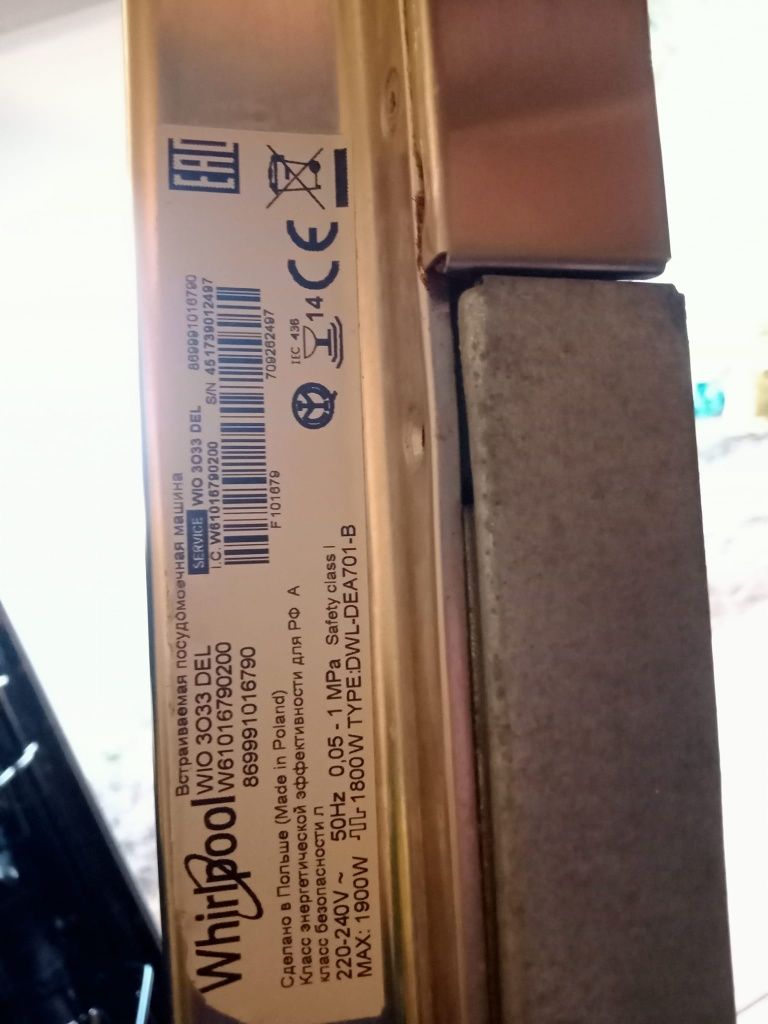 Встраиваемая посудомоечная машина
Whirlpool
WIO 3O33 DEL
W61016790200
869991016790
SERVICE
WIO 3O33 DEL
869991016790
I.C. W61016790200
S/N 451739012497
F101679
709262497
EAC
Сделано в Польше (Made in Poland)
Класс энергетической эффективности для РФ A
класс безопасности л
220-240V ~ 50Hz 0,05 - 1 MPa Safety class I
MAX: 1900W 1800W TYPE:DWL-DEA701-B
IEC 436
14
CE